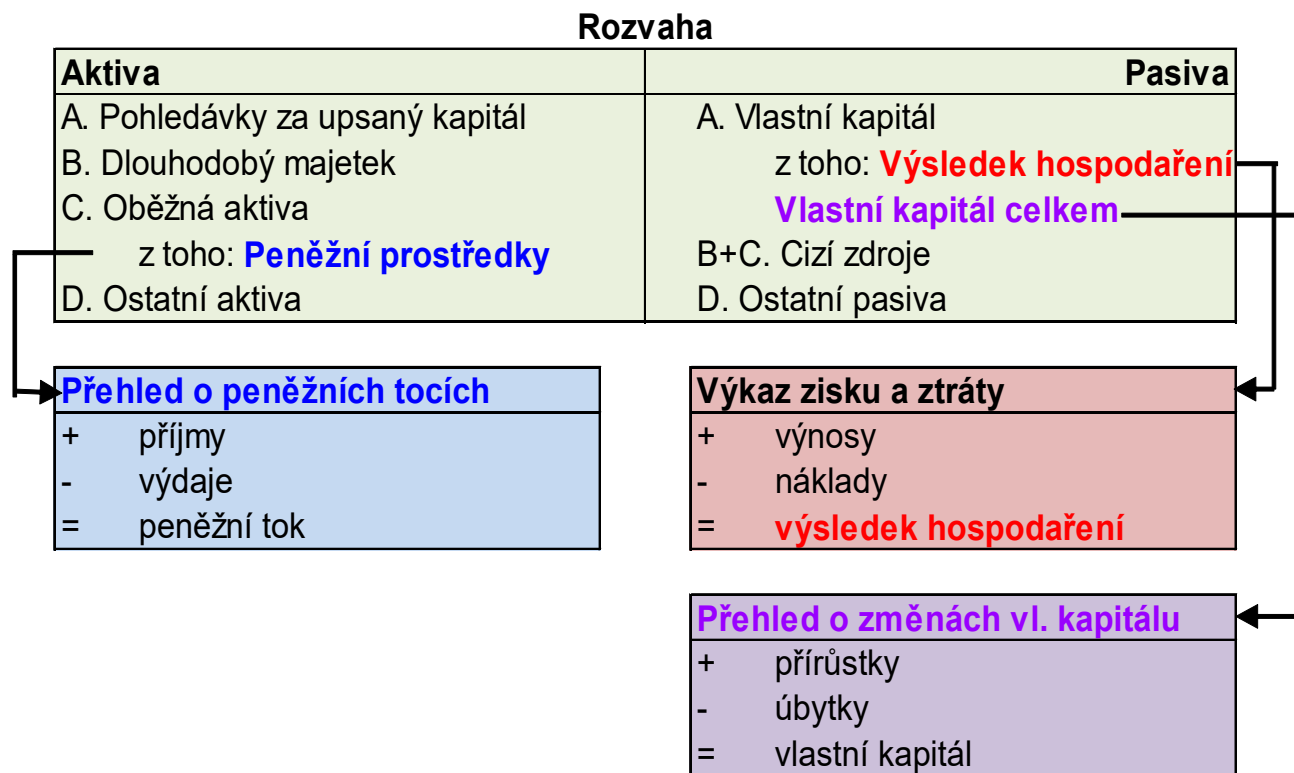 Rozvaha
Aktiva
Pasiva
A. Pohledávky za upsaný kapitál
B. Dlouhodobý majetek
C. Oběžná aktiva
z toho: Peněžní prostředky
D. Ostatní aktiva
A. Vlastní kapitál
z toho: Výsledek hospodaření
Vlastní kapitál celkem
B+C. Cizí zdroje
D. Ostatní pasiva
Přehled o peněžních tocích
+ příjmy
- výdaje
= peněžní tok
Výkaz zisku a ztráty
+ výnosy
- náklady
= výsledek hospodaření
Přehled o změnách vl. kapitálu
+ přírůstky
- úbytky
= vlastní kapitál